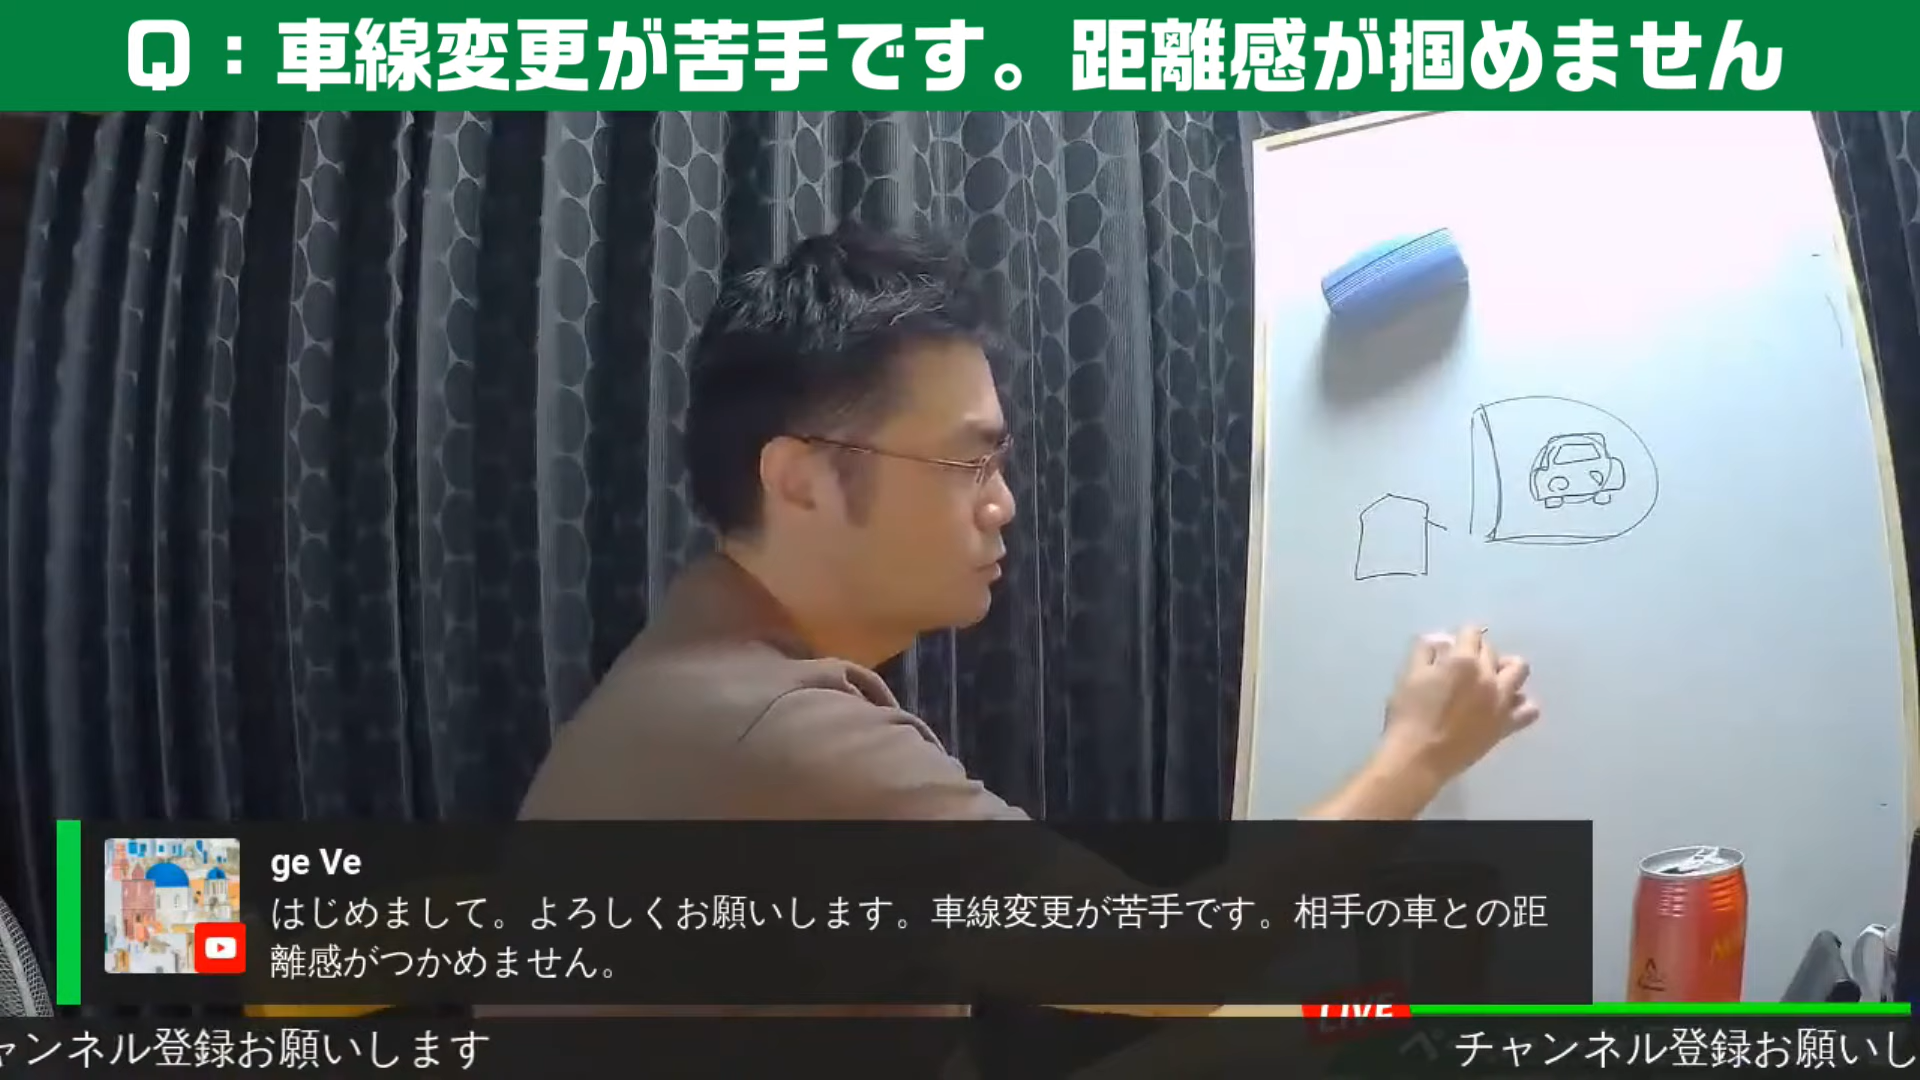 Q：車線変更が苦手です。距離感が掴めません
ge Ve
はじめまして。よろしくお願いします。車線変更が苦手です。相手の車との距
離感がつかめません。
LIVE
ャンネル登録お願いします
チャンネル登録お願いし